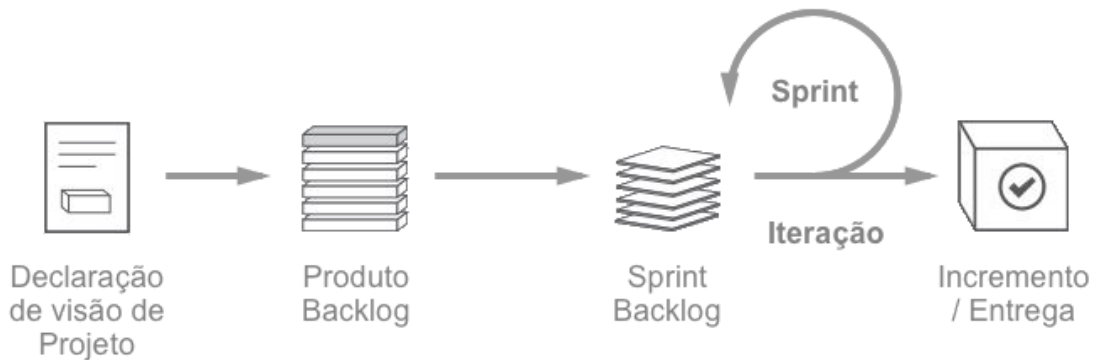 Sprint
Iteração
Declaração
de visão de
Projeto
Produto
Backlog
Sprint
Backlog
Incremento
/ Entrega